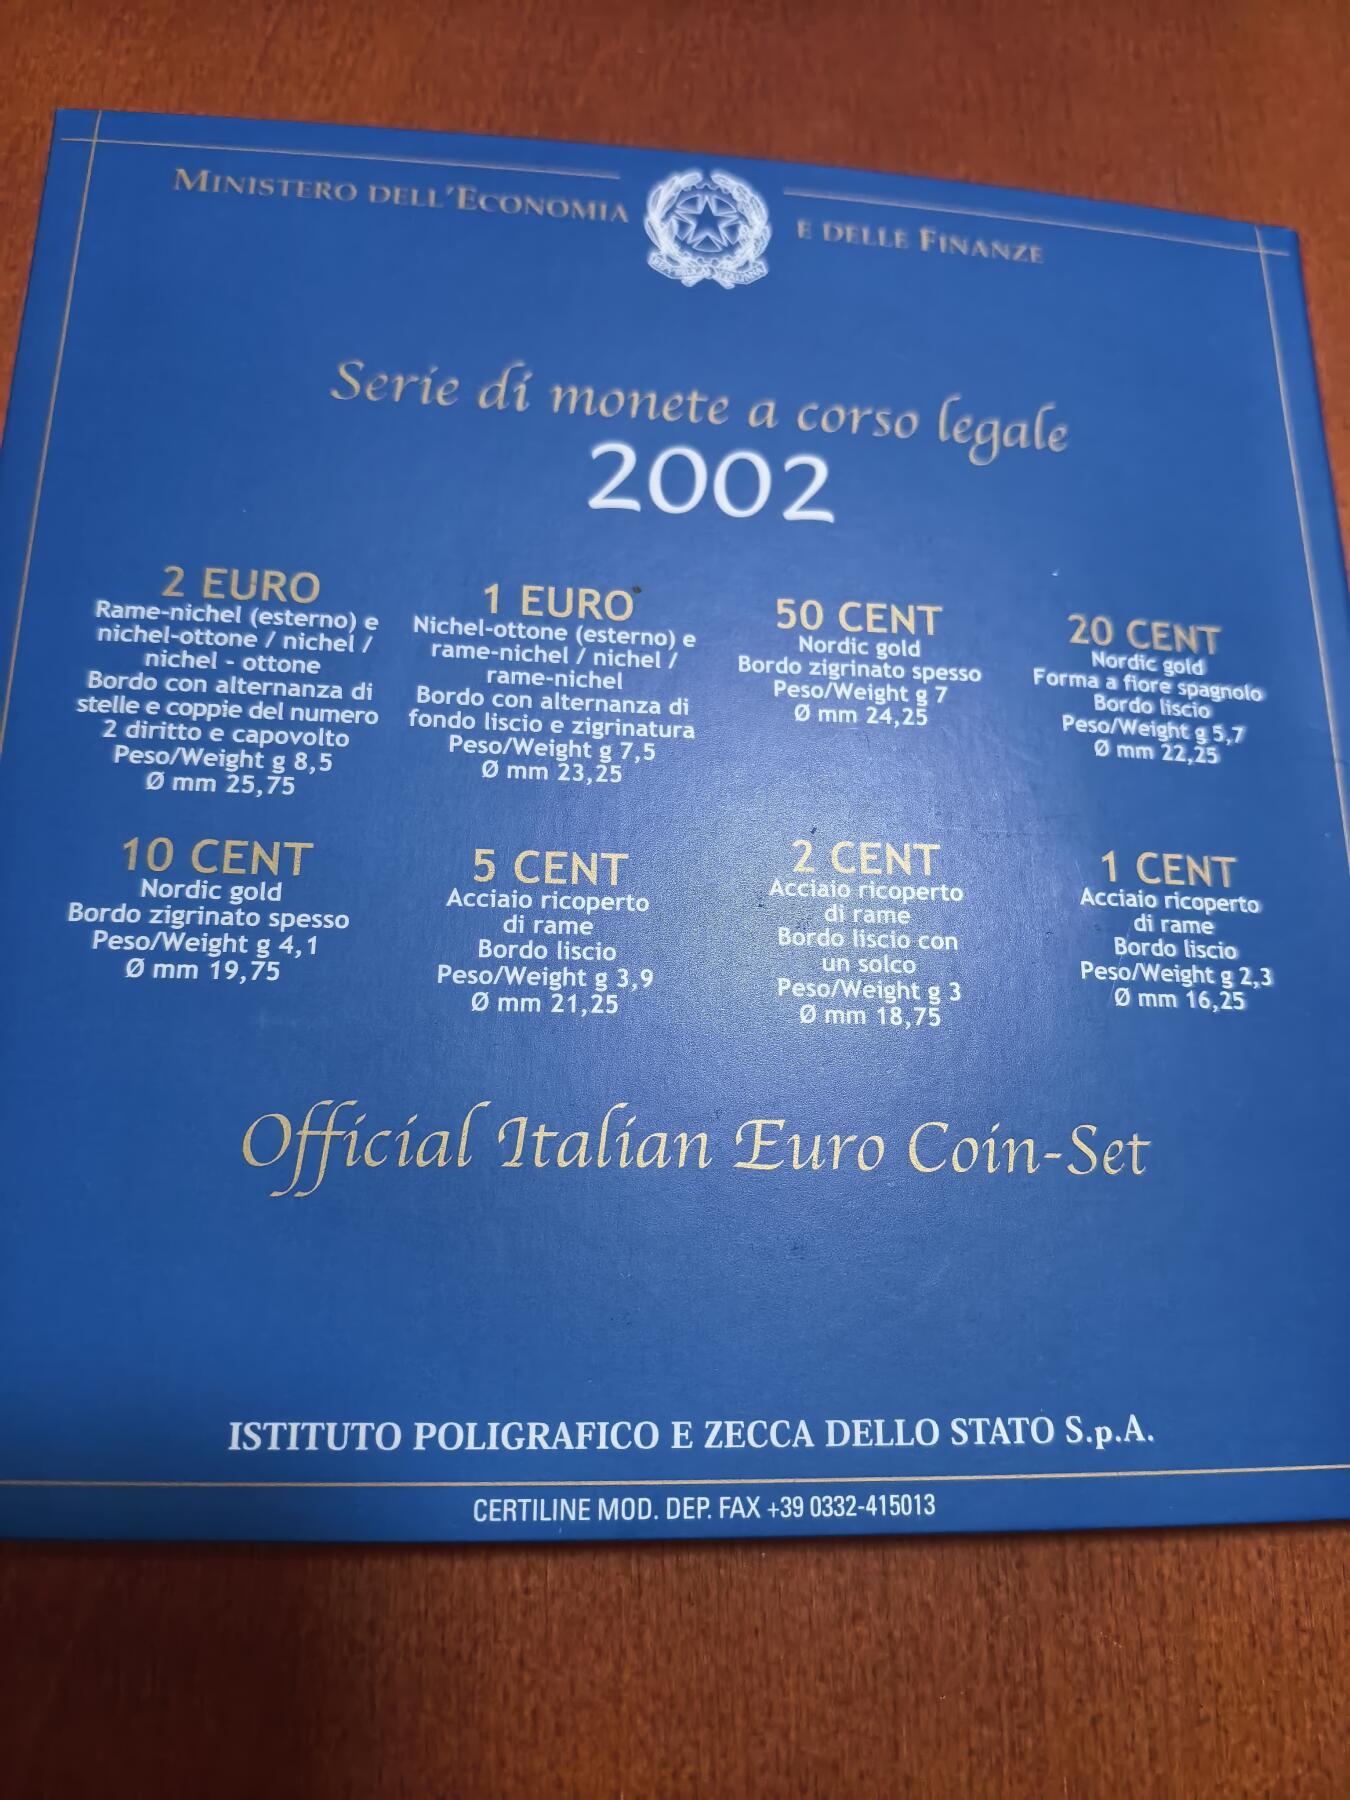 MINISTERO DELL'ECONOMIA E DELLE FINANZE
REPVBBLICA ITALIANA
Serie di monete a corso legale
2002
2 EURO
Rame-nichel (esterno) e
nichel-ottone / nichel /
nichel - ottone
Bordo con alternanza di
stelle e coppie del numero
2 diritto e capovolto
Peso/Weight g 8,5
Ø mm 25,75
1 EURO
Nichel-ottone (esterno) e
rame-nichel / nichel /
rame-nichel
Bordo con alternanza di
fondo liscio e zigrinatura
Peso/Weight g 7,5
Ø mm 23,25
50 CENT
Nordic gold
Bordo zigrinato spesso
Peso/Weight g 7
Ø mm 24,25
20 CENT
Nordic gold
Forma a fiore spagnolo
Bordo liscio
Peso/Weight g 5,7
Ø mm 22,25
10 CENT
Nordic gold
Bordo zigrinato spesso
Peso/Weight g 4,1
Ø mm 19,75
5 CENT
Acciaio ricoperto
di rame
Bordo liscio
Peso/Weight g 3,9
Ø mm 21,25
2 CENT
Acciaio ricoperto
di rame
Bordo liscio con
un solco
Peso/Weight g 3
Ø mm 18,75
1 CENT
Acciaio ricoperto
di rame
Bordo liscio
Peso/Weight g 2,3
Ø mm 16,25
Official Italian Euro Coin-Set
ISTITUTO POLIGRAFICO E ZECCA DELLO STATO S.p.A.
CERTILINE MOD. DEP. FAX +39 0332-415013